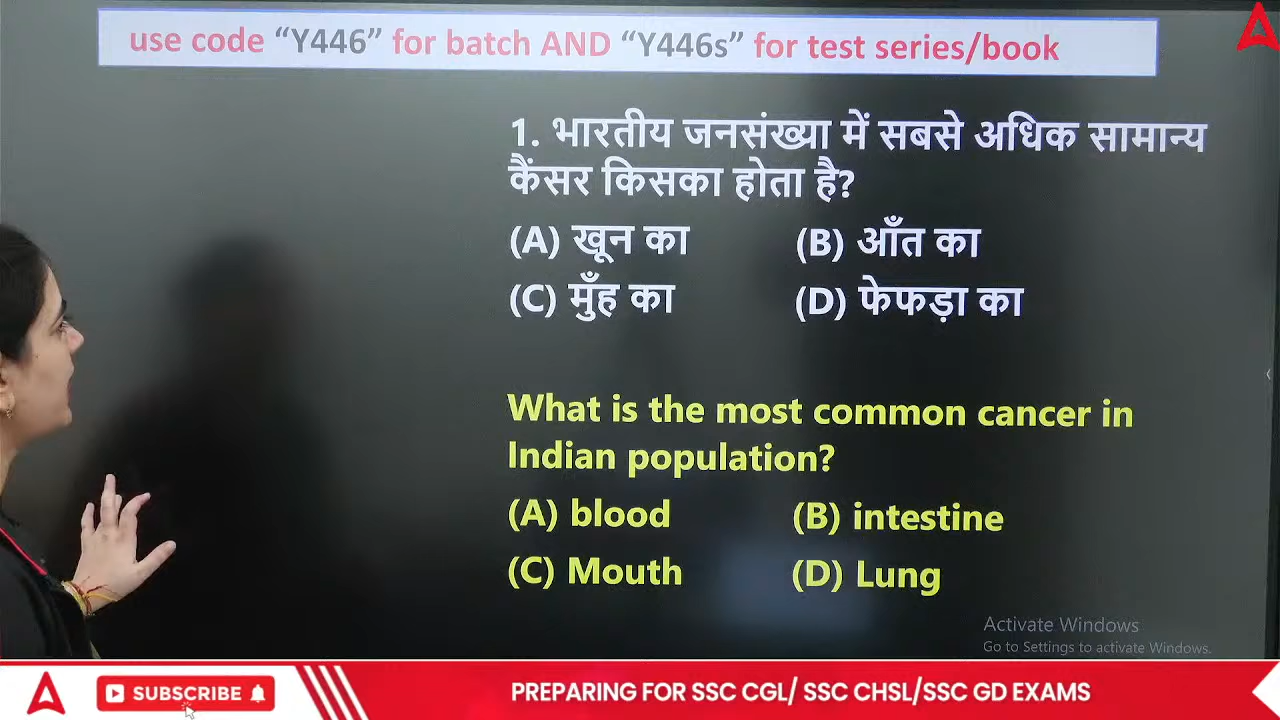 use code “Y446” for batch AND “Y446s” for test series/book
1. भारतीय जनसंख्या में सबसे अधिक सामान्य
कैंसर किसका होता है?
(A) खून का (B) आँत का
(C) मुँह का (D) फेफड़ा का
What is the most common cancer in
Indian population?
(A) blood (B) intestine
(C) Mouth (D) Lung
Activate Windows
Go to Settings to activate Windows.
SUBSCRIBE
PREPARING FOR SSC CGL/ SSC CHSL/SSC GD EXAMS